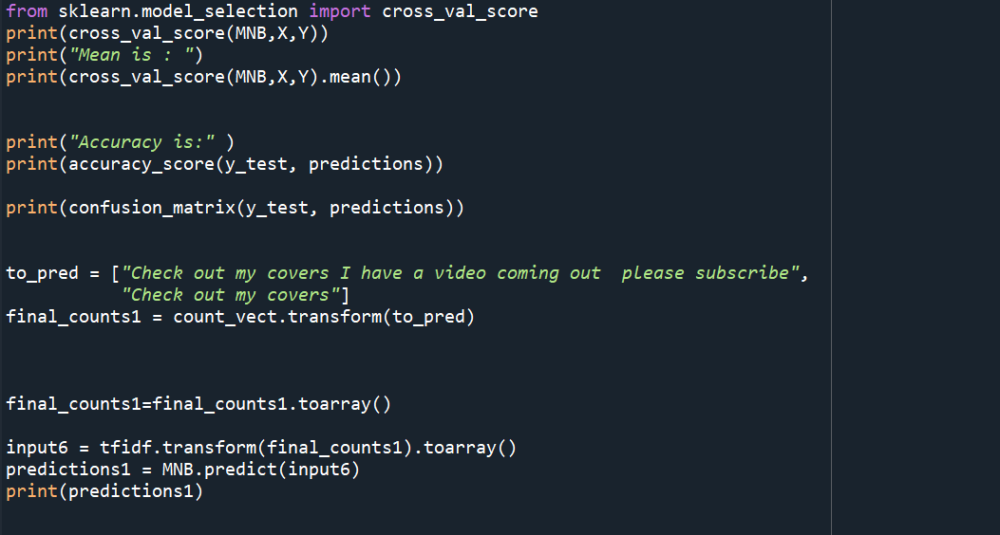 from sklearn.model_selection import cross_val_score
print(cross_val_score(MNB,X,Y))
print("Mean is : ")
print(cross_val_score(MNB,X,Y).mean())
print("Accuracy is:" )
print(accuracy_score(y_test, predictions))
print(confusion_matrix(y_test, predictions))
to_pred = ["Check out my covers I have a video coming out  please subscribe",
           "Check out my covers"]
final_counts1 = count_vect.transform(to_pred)
final_counts1=final_counts1.toarray()
input6 = tfidf.transform(final_counts1).toarray()
predictions1 = MNB.predict(input6)
print(predictions1)